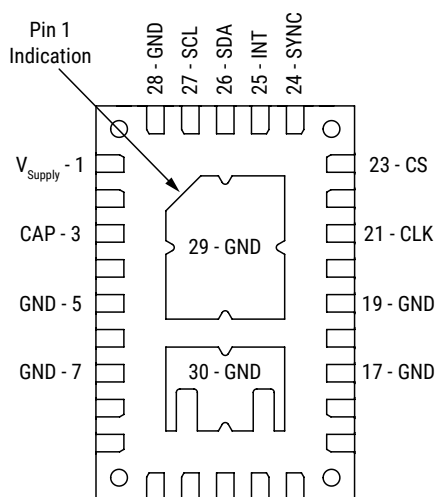 Pin 1
Indication
28 - GND
27 - SCL
26 - SDA
25 - INT
24 - SYNC
VSupply - 1
23 - CS
CAP - 3
29 - GND
21 - CLK
GND - 5
19 - GND
GND - 7
30 - GND
17 - GND